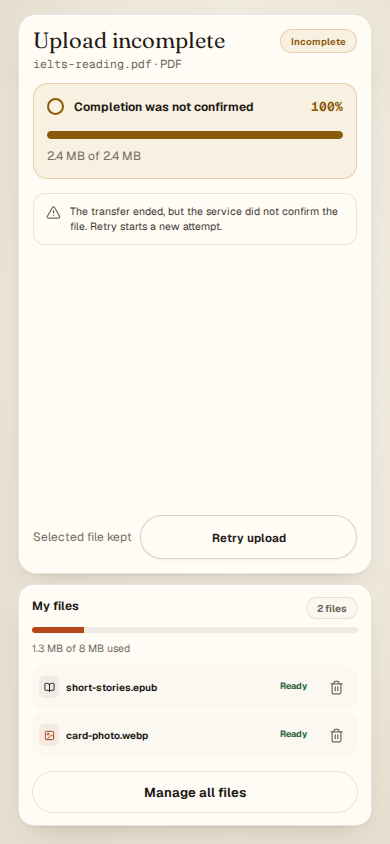 Upload incomplete
Incomplete
ielts-reading.pdf · PDF
Completion was not confirmed
100%
2.4 MB of 2.4 MB
The transfer ended, but the service did not confirm the
file. Retry starts a new attempt.
Selected file kept
Retry upload
My files
2 files
1.3 MB of 8 MB used
short-stories.epub
Ready
card-photo.webp
Ready
Manage all files